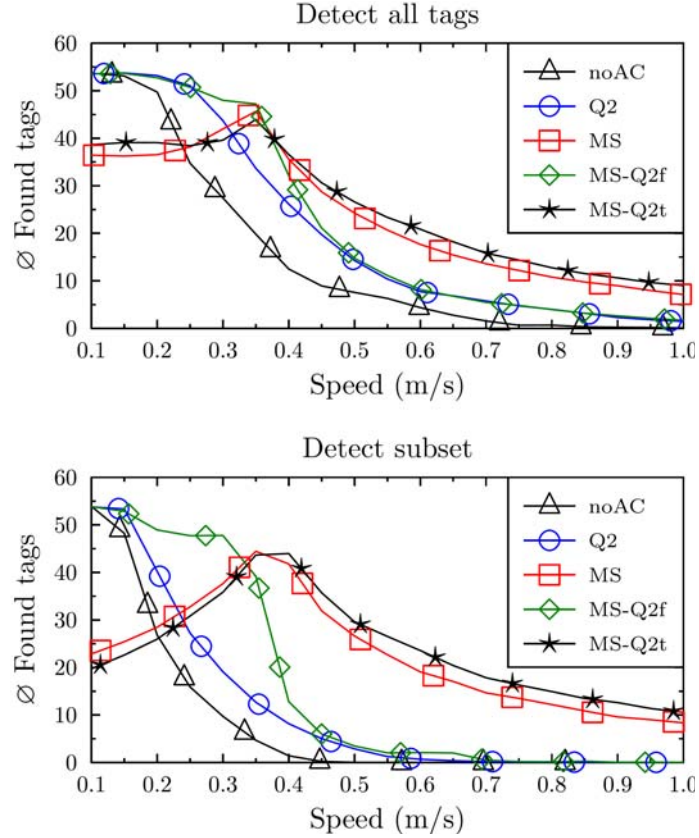 Detect all tags
60
50
40
30
20
10
0
∅ Found tags
noAC
Q2
MS
MS-Q2f
MS-Q2t
0.1 0.2 0.3 0.4 0.5 0.6 0.7 0.8 0.9 1.0
Speed (m/s)
Detect subset
60
50
40
30
20
10
0
∅ Found tags
noAC
Q2
MS
MS-Q2f
MS-Q2t
0.1 0.2 0.3 0.4 0.5 0.6 0.7 0.8 0.9 1.0
Speed (m/s)